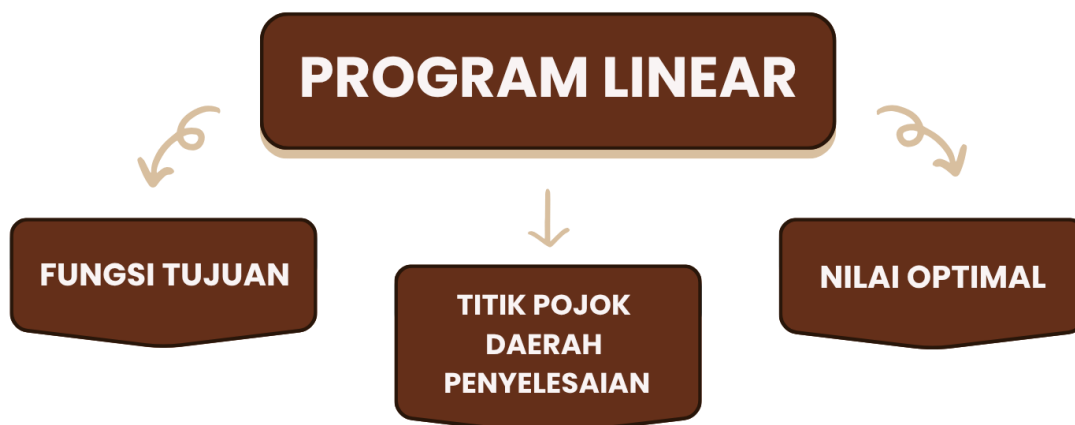 PROGRAM LINEAR
FUNGSI TUJUAN
TITIK POJOK
DAERAH
PENYELESAIAN
NILAI OPTIMAL